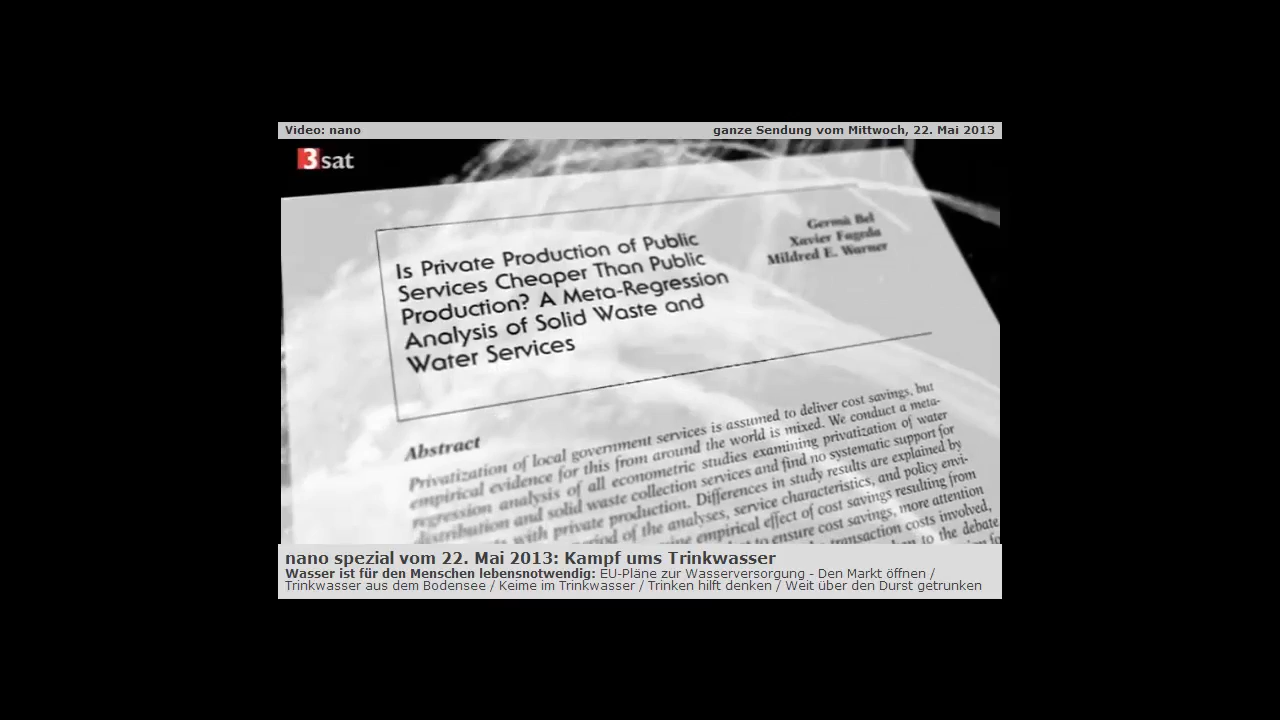 Video: nano
ganze Sendung vom Mittwoch, 22. Mai 2013
3sat
Is Private Production of Public
Services Cheaper Than Public
Production? A Meta-Regression
Analysis of Solid Waste and
Water Services
Germà Bel
Xavier Fageda
Mildred E. Warner
Abstract
Privatization of local government services is assumed to deliver cost savings, but
empirical evidence for this from around the world is mixed. We conduct a meta-
regression analysis of all econometric studies examining privatization of water
distribution and solid waste collection services and find no systematic support for
with private production. Differences in study results are explained by
period of the analyses, service characteristics, and policy envi-
empirical effect of cost savings resulting from
to ensure cost savings, more attention
transaction costs involved,
to the debate
nano spezial vom 22. Mai 2013: Kampf ums Trinkwasser
Wasser ist für den Menschen lebensnotwendig: EU-Pläne zur Wasserversorgung - Den Markt öffnen /
Trinkwasser aus dem Bodensee / Keime im Trinkwasser / Trinken hilft denken / Weit über den Durst getrunken